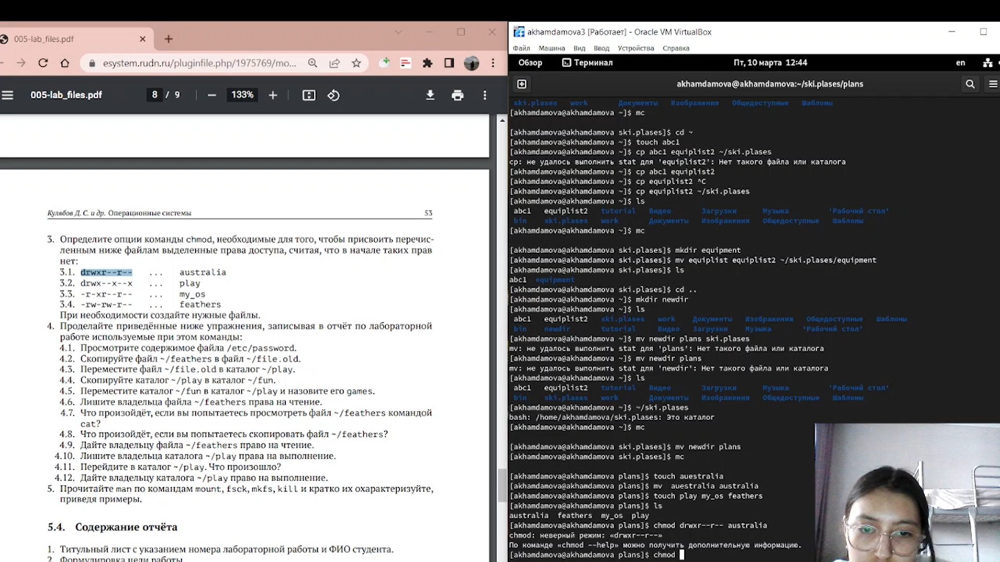 005-lab_files.pdf
esystem.rudn.ru/pluginfile.php/1975769/mo...
005-lab_files.pdf
8 / 9
133%
Кулябов Д. С. и др. Операционные системы 53
3. Определите опции команды chmod, необходимые для того, чтобы присвоить перечис-
ленным ниже файлам выделенные права доступа, считая, что в начале таких прав
нет:
3.1. drwxr--r-- ... australia
3.2. drwx--x--x ... play
3.3. -r-xr--r-- ... my_os
3.4. -rw-rw-r-- ... feathers
При необходимости создайте нужные файлы.
4. Проделайте приведённые ниже упражнения, записывая в отчёт по лабораторной
работе используемые при этом команды:
4.1. Просмотрите содержимое файла /etc/password.
4.2. Скопируйте файл ~/feathers в файл ~/file.old.
4.3. Переместите файл ~/file.old в каталог ~/play.
4.4. Скопируйте каталог ~/play в каталог ~/fun.
4.5. Переместите каталог ~/fun в каталог ~/play и назовите его games.
4.6. Лишите владельца файла ~/feathers права на чтение.
4.7. Что произойдёт, если вы попытаетесь просмотреть файл ~/feathers командой
cat?
4.8. Что произойдёт, если вы попытаетесь скопировать файл ~/feathers?
4.9. Дайте владельцу файла ~/feathers право на чтение.
4.10. Лишите владельца каталога ~/play права на выполнение.
4.11. Перейдите в каталог ~/play. Что произошло?
4.12. Дайте владельцу каталога ~/play право на выполнение.
5. Прочитайте man по командам mount, fsck, mkfs, kill и кратко их охарактеризуйте,
приведя примеры.
5.4. Содержание отчёта
1. Титульный лист с указанием номера лабораторной работы и ФИО студента.
2. Формулировка цели работы.
akhamdamova3 [Работает] - Oracle VM VirtualBox
Файл Машина Вид Ввод Устройства Справка
Обзор Терминал Пт, 10 марта 12:44 en
akhamdamova@akhamdamova:~/ski.plases/plans
ski.plases work Документы Изображения Общедоступные Шаблоны
[akhamdamova@akhamdamova ~]$ mc
[akhamdamova@akhamdamova ski.plases]$ cd ~
[akhamdamova@akhamdamova ~]$ touch abc1
[akhamdamova@akhamdamova ~]$ cp abc1 equiplist2 ~/ski.plases
cp: не удалось выполнить stat для 'equiplist2': Нет такого файла или каталога
[akhamdamova@akhamdamova ~]$ cp abc1 equiplist2
[akhamdamova@akhamdamova ~]$ cp equiplist2 ^C
[akhamdamova@akhamdamova ~]$ cp equiplist2 ~/ski.plases
[akhamdamova@akhamdamova ~]$ ls
abc1 equiplist2 tutorial Видео Загрузки Музыка 'Рабочий стол'
bin ski.plases work Документы Изображения Общедоступные Шаблоны
[akhamdamova@akhamdamova ~]$ mc
[akhamdamova@akhamdamova ski.plases]$ mkdir equipment
[akhamdamova@akhamdamova ski.plases]$ mv equiplist equiplist2 ~/ski.plases/equipment
[akhamdamova@akhamdamova ski.plases]$ ls
abc1 equipment
[akhamdamova@akhamdamova ski.plases]$ cd ..
[akhamdamova@akhamdamova ~]$ mkdir newdir
[akhamdamova@akhamdamova ~]$ ls
abc1 equiplist2 ski.plases work Документы Изображения Общедоступные Шаблоны
bin newdir tutorial Видео Загрузки Музыка 'Рабочий стол'
[akhamdamova@akhamdamova ~]$ mv newdir plans ski.plases
mv: не удалось выполнить stat для 'plans': Нет такого файла или каталога
[akhamdamova@akhamdamova ~]$ mv newdir plans
mv: не удалось выполнить stat для 'newdir': Нет такого файла или каталога
[akhamdamova@akhamdamova ~]$ ls
abc1 equiplist2 tutorial Видео Загрузки Музыка 'Рабочий стол'
bin ski.plases work Документы Изображения Общедоступные Шаблоны
[akhamdamova@akhamdamova ~]$ ~/ski.plases
bash: /home/akhamdamova/ski.plases: Это каталог
[akhamdamova@akhamdamova ~]$ mc
[akhamdamova@akhamdamova ski.plases]$ mv newdir plans
[akhamdamova@akhamdamova ski.plases]$ mc
[akhamdamova@akhamdamova plans]$ touch auestralia
[akhamdamova@akhamdamova plans]$ mv auestralia australia
[akhamdamova@akhamdamova plans]$ touch play my_os feathers
[akhamdamova@akhamdamova plans]$ ls
australia feathers my_os play
[akhamdamova@akhamdamova plans]$ chmod drwxr--r-- australia
chmod: неверный режим: «drwxr--r--»
По команде «chmod --help» можно получить дополнительную информацию.
[akhamdamova@akhamdamova plans]$ chmod